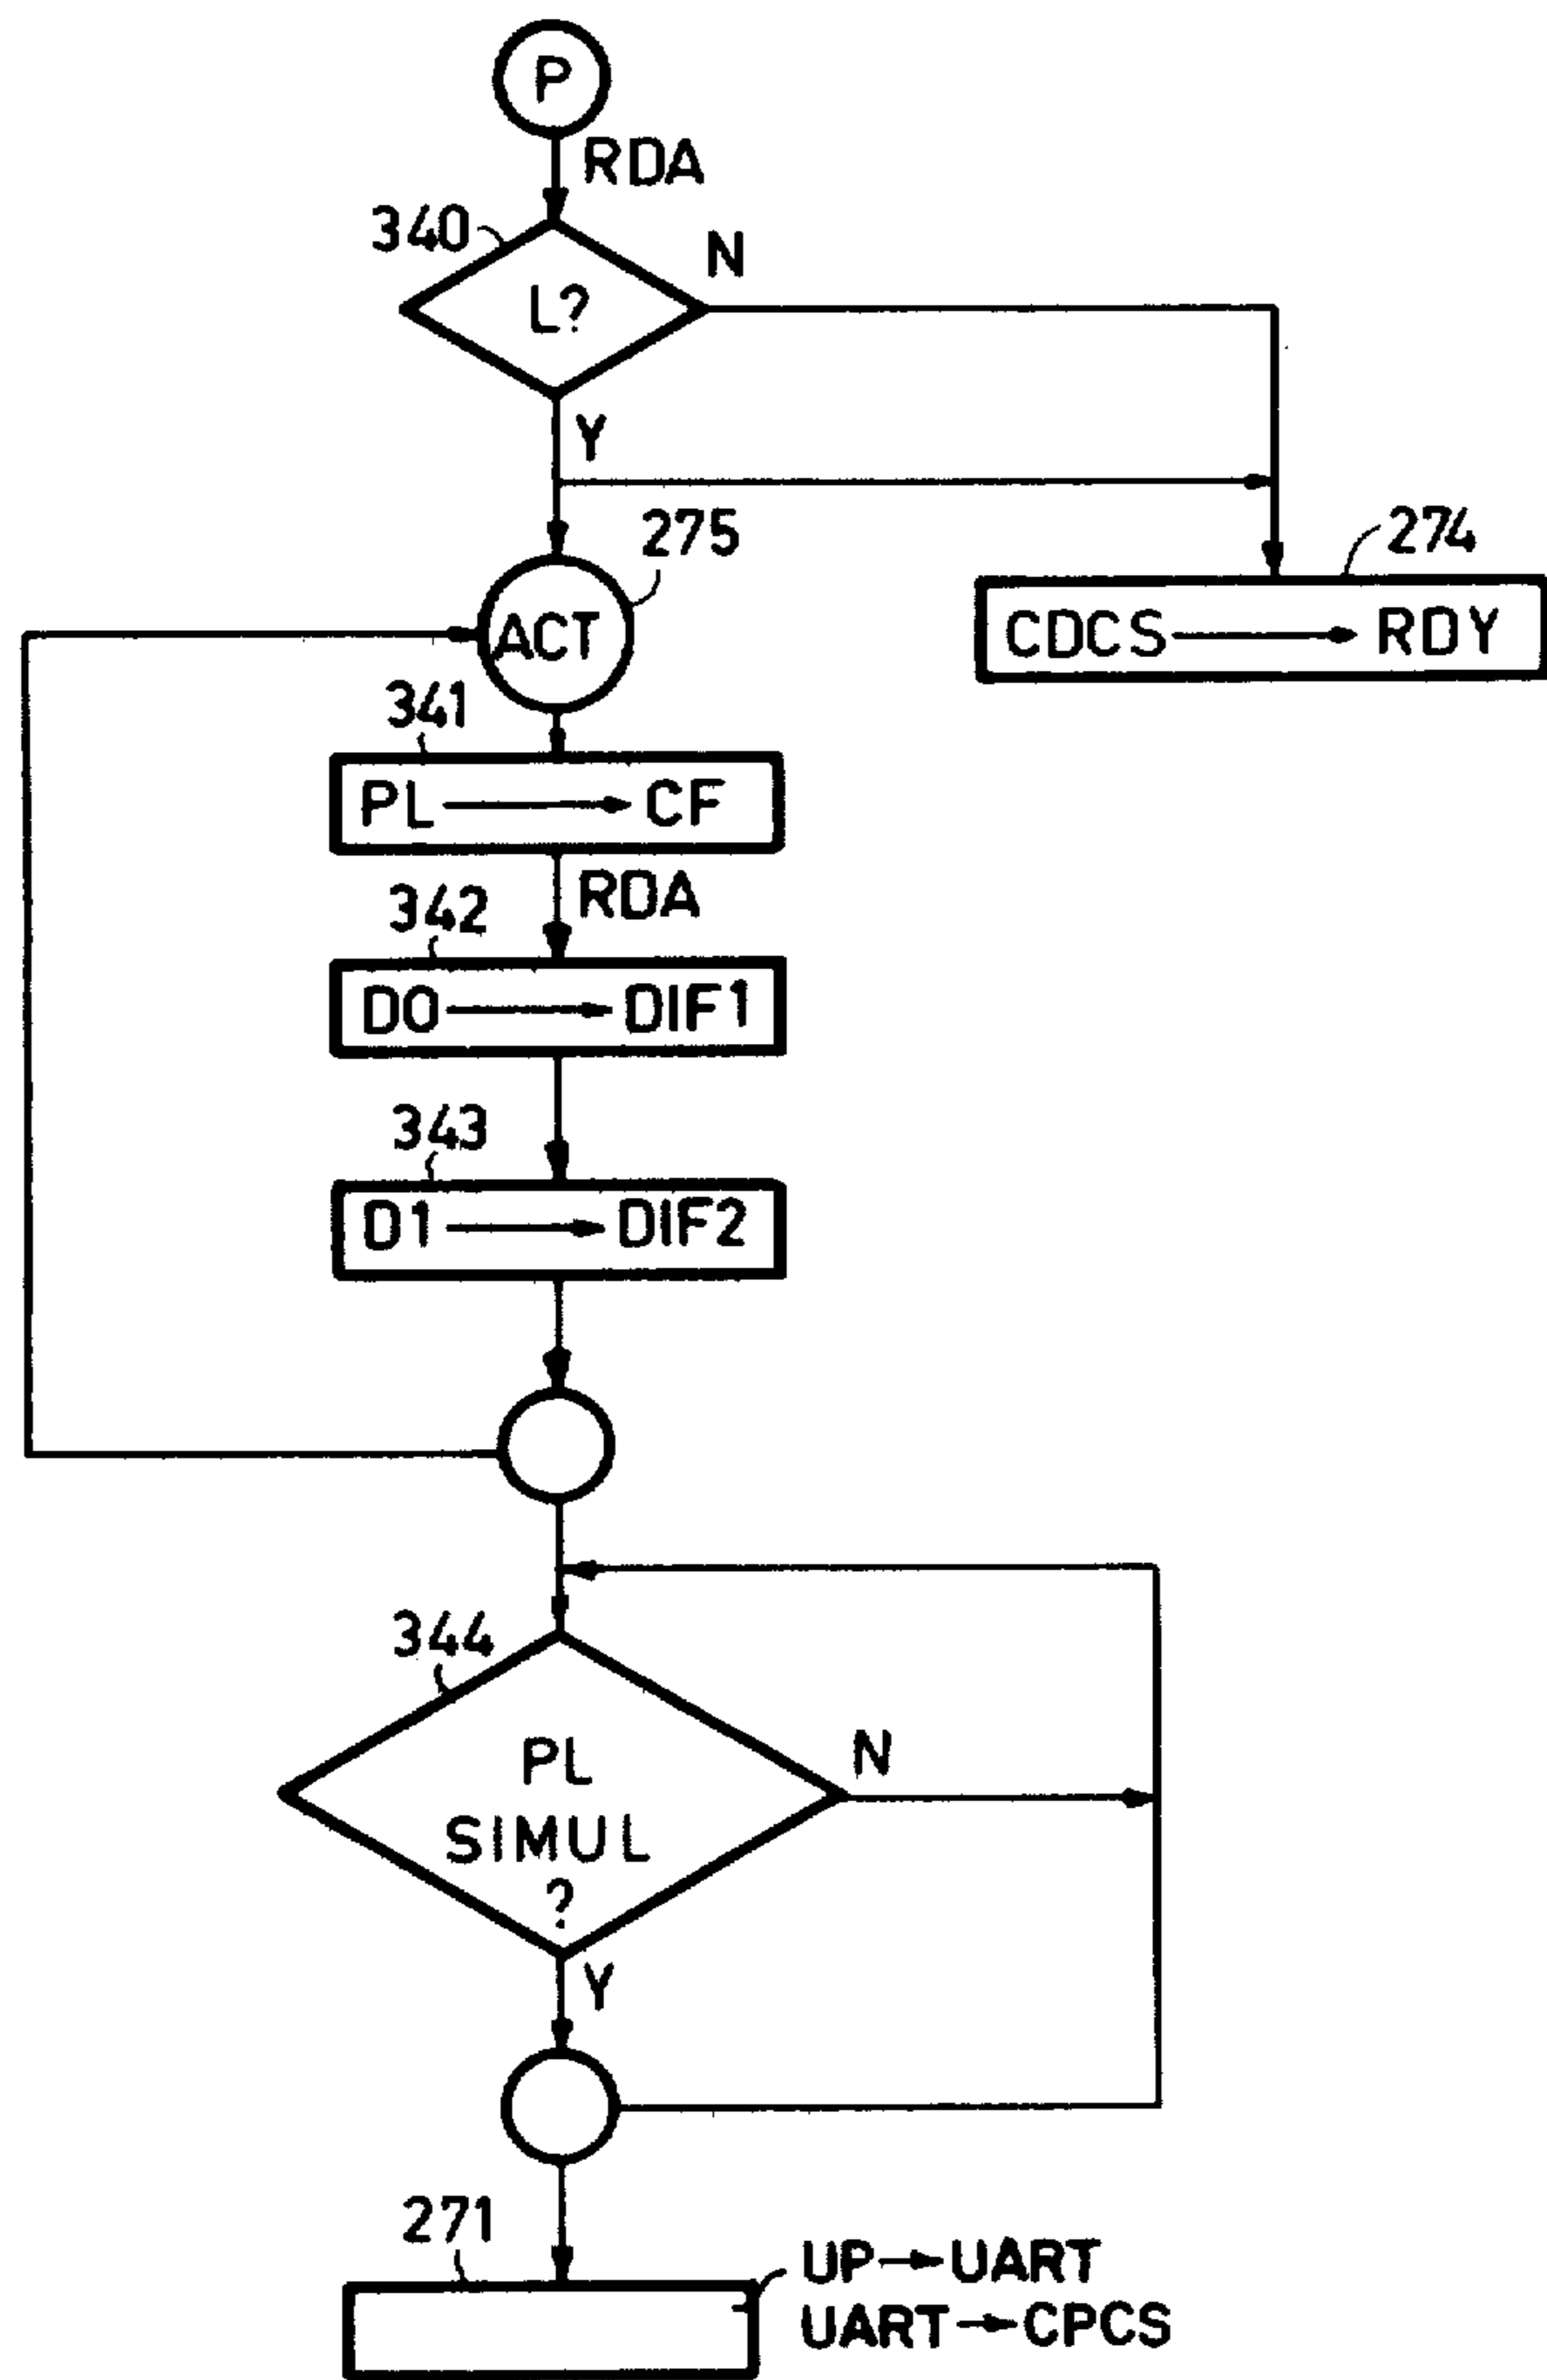 P
RDA
340
N
L?
Y
275
274
ACT
CDCS → RDY
341
PL → CF
342
RDA
D0 → DIF1
343
D1 → DIF2
344
PL
SIMUL
?
N
Y
271
UP → UART
UART → CPCS